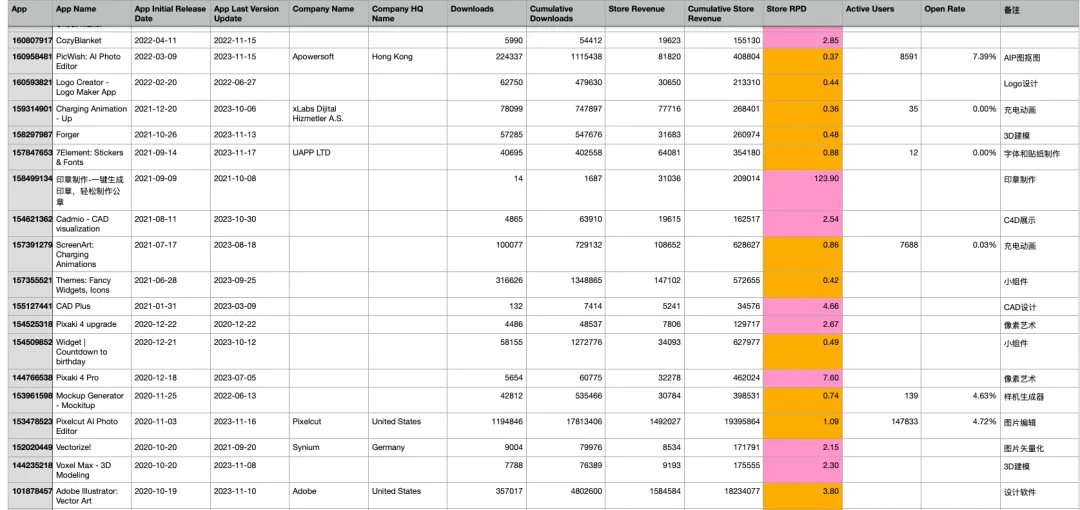 App App Name App Initial Release Date App Last Version Update Company Name Company HQ Name Downloads Cumulative Downloads Store Revenue Cumulative Store Revenue Store RPD Active Users Open Rate 备注
160807917 CozyBlanket 2022-04-11 2022-11-15 5990 54412 19623 155130 2.85
160958481 PicWish: AI Photo Editor 2022-03-09 2023-11-15 Apowersoft Hong Kong 224337 1115438 81820 408804 0.37 8591 7.39% AIP图抠图
160593821 Logo Creator - Logo Maker App 2022-02-20 2022-06-27 62750 479630 30650 213310 0.44 Logo设计
159314901 Charging Animation - Up 2021-12-20 2023-10-06 xLabs Dijital Hizmetler A.S. 78099 747897 77716 268401 0.36 35 0.00% 充电动画
158297987 Forger 2021-10-26 2023-11-13 57285 547676 31683 260974 0.48 3D建模
157847653 7Element: Stickers & Fonts 2021-09-14 2023-11-17 UAPP LTD 40695 402558 64081 354180 0.88 12 0.00% 字体和贴纸制作
158499134 印章制作-一键生成印章，轻松制作公章 2021-09-09 2021-10-08 14 1687 31036 209014 123.90 印章制作
154621362 Cadmio - CAD visualization 2021-08-11 2023-10-30 4865 63910 19615 162517 2.54 C4D展示
157391279 ScreenArt: Charging Animations 2021-07-17 2023-08-18 100077 729132 108652 628627 0.86 7688 0.03% 充电动画
157355521 Themes: Fancy Widgets, Icons 2021-06-28 2023-09-25 316626 1348865 147102 572655 0.42 小组件
155127441 CAD Plus 2021-01-31 2023-03-09 132 7414 5241 34576 4.66 CAD设计
154525318 Pixaki 4 upgrade 2020-12-22 2020-12-22 4486 48537 7806 129717 2.67 像素艺术
154509852 Widget | Countdown to birthday 2020-12-21 2023-10-12 58155 1272776 34093 627977 0.49 小组件
144766538 Pixaki 4 Pro 2020-12-18 2023-07-05 5654 60775 32278 462024 7.60 像素艺术
153961598 Mockup Generator - Mockitup 2020-11-25 2022-06-13 42812 535466 30784 398531 0.74 139 4.63% 样机生成器
153478523 Pixelcut AI Photo Editor 2020-11-03 2023-11-16 Pixelcut United States 1194846 17813406 1492027 19395864 1.09 147833 4.72% 图片编辑
152020449 Vectorize! 2020-10-20 2021-09-20 Synium Germany 9004 79976 8534 171791 2.15 图片矢量化
144235218 Voxel Max - 3D Modeling 2020-10-20 2023-11-08 7788 76389 9193 175555 2.30 3D建模
101878457 Adobe Illustrator: Vector Art 2020-10-19 2023-11-10 Adobe United States 357017 4802600 1584584 18234077 3.80 设计软件